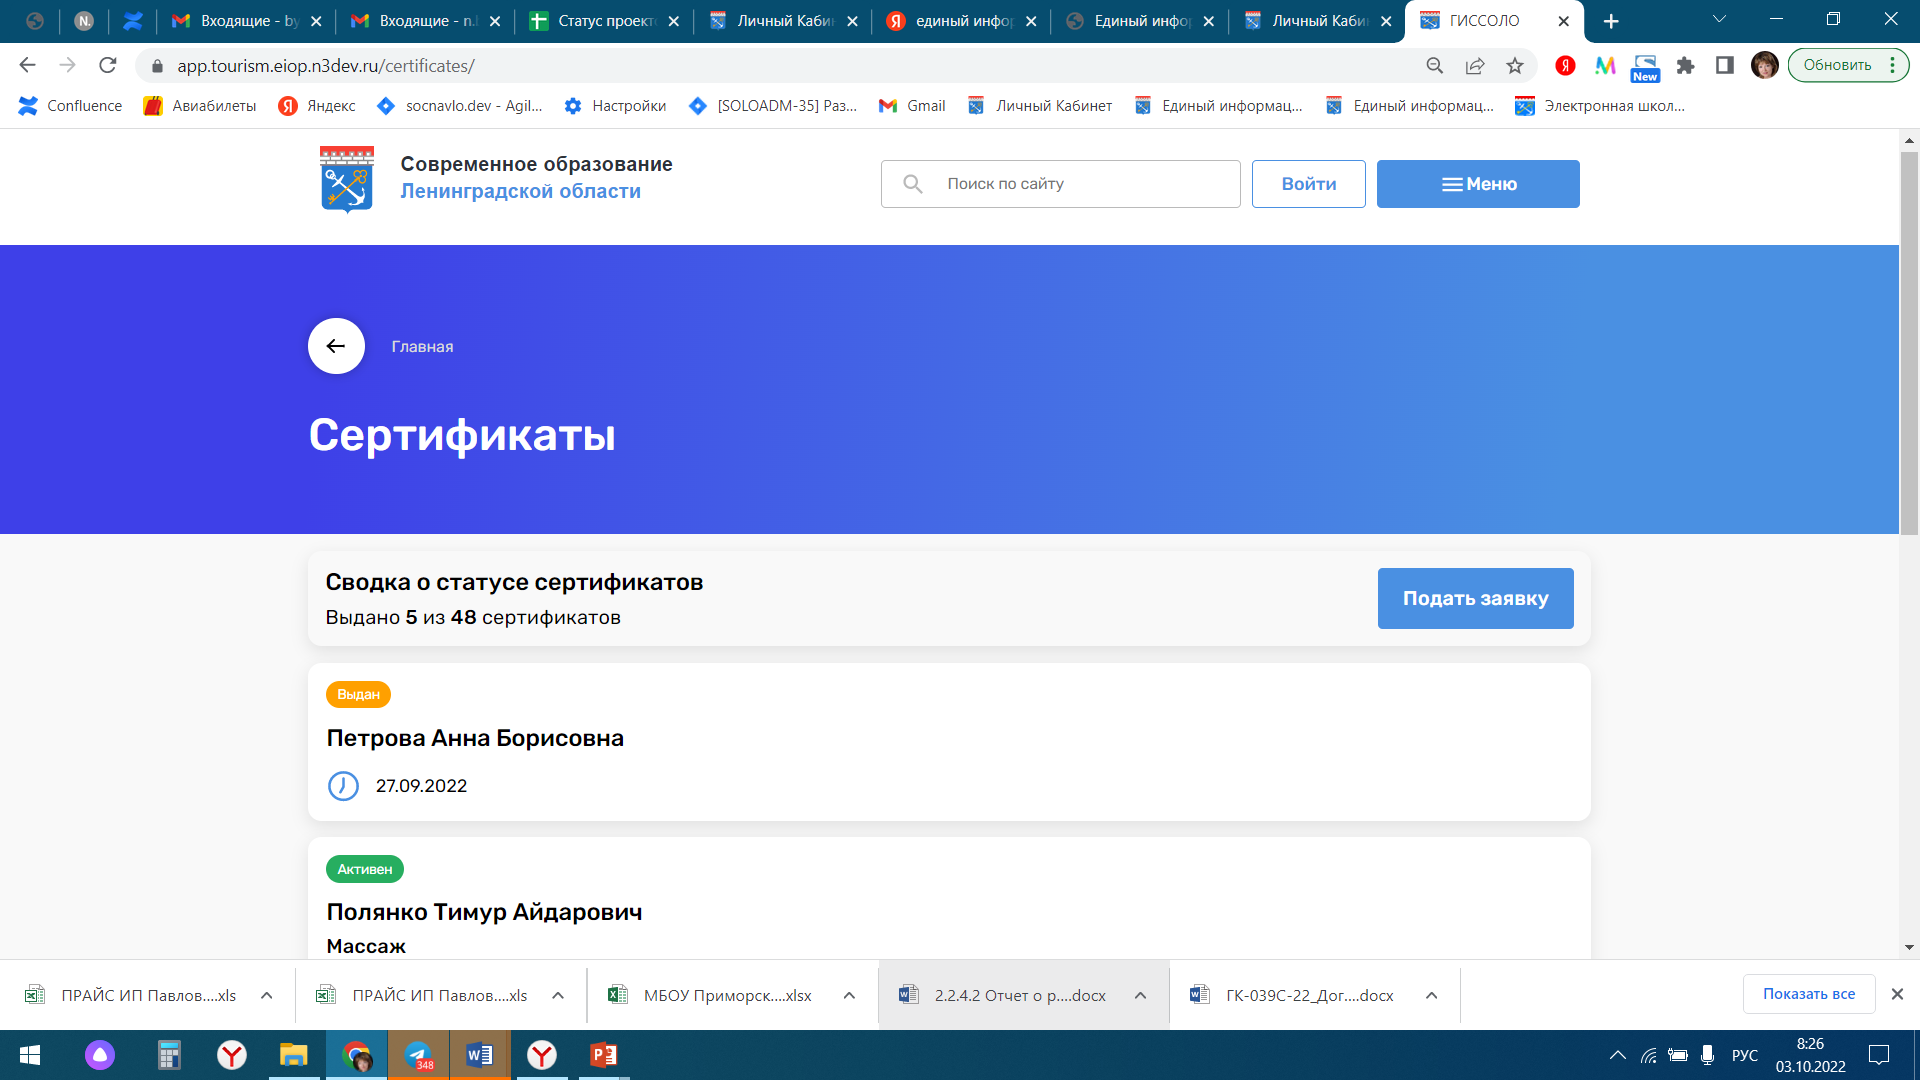 Входящие - by
Входящие - n.l
Статус проект
Личный Каби
единый инфо
Единый инфо
Личный Каби
ГИССОЛО
app.tourism.eiop.n3dev.ru/certificates/
New
Обновить
Confluence
Авиабилеты
Яндекс
socnavlo.dev - Agil...
Настройки
[SOLOADM-35] Раз...
Gmail
Личный Кабинет
Единый информац...
Единый информац...
Электронная школ...
Современное образование
Ленинградской области
Поиск по сайту
Войти
Меню
Главная
Сертификаты
Сводка о статусе сертификатов
Выдано 5 из 48 сертификатов
Подать заявку
Выдан
Петрова Анна Борисовна
27.09.2022
Активен
Полянко Тимур Айдарович
Массаж
ПРАЙС ИП Павлов....xls
ПРАЙС ИП Павлов....xls
МБОУ Приморск....xlsx
2.2.4.2 Отчет о р....docx
ГК-039С-22_Дог....docx
Показать все
348
РУС
8:26
03.10.2022